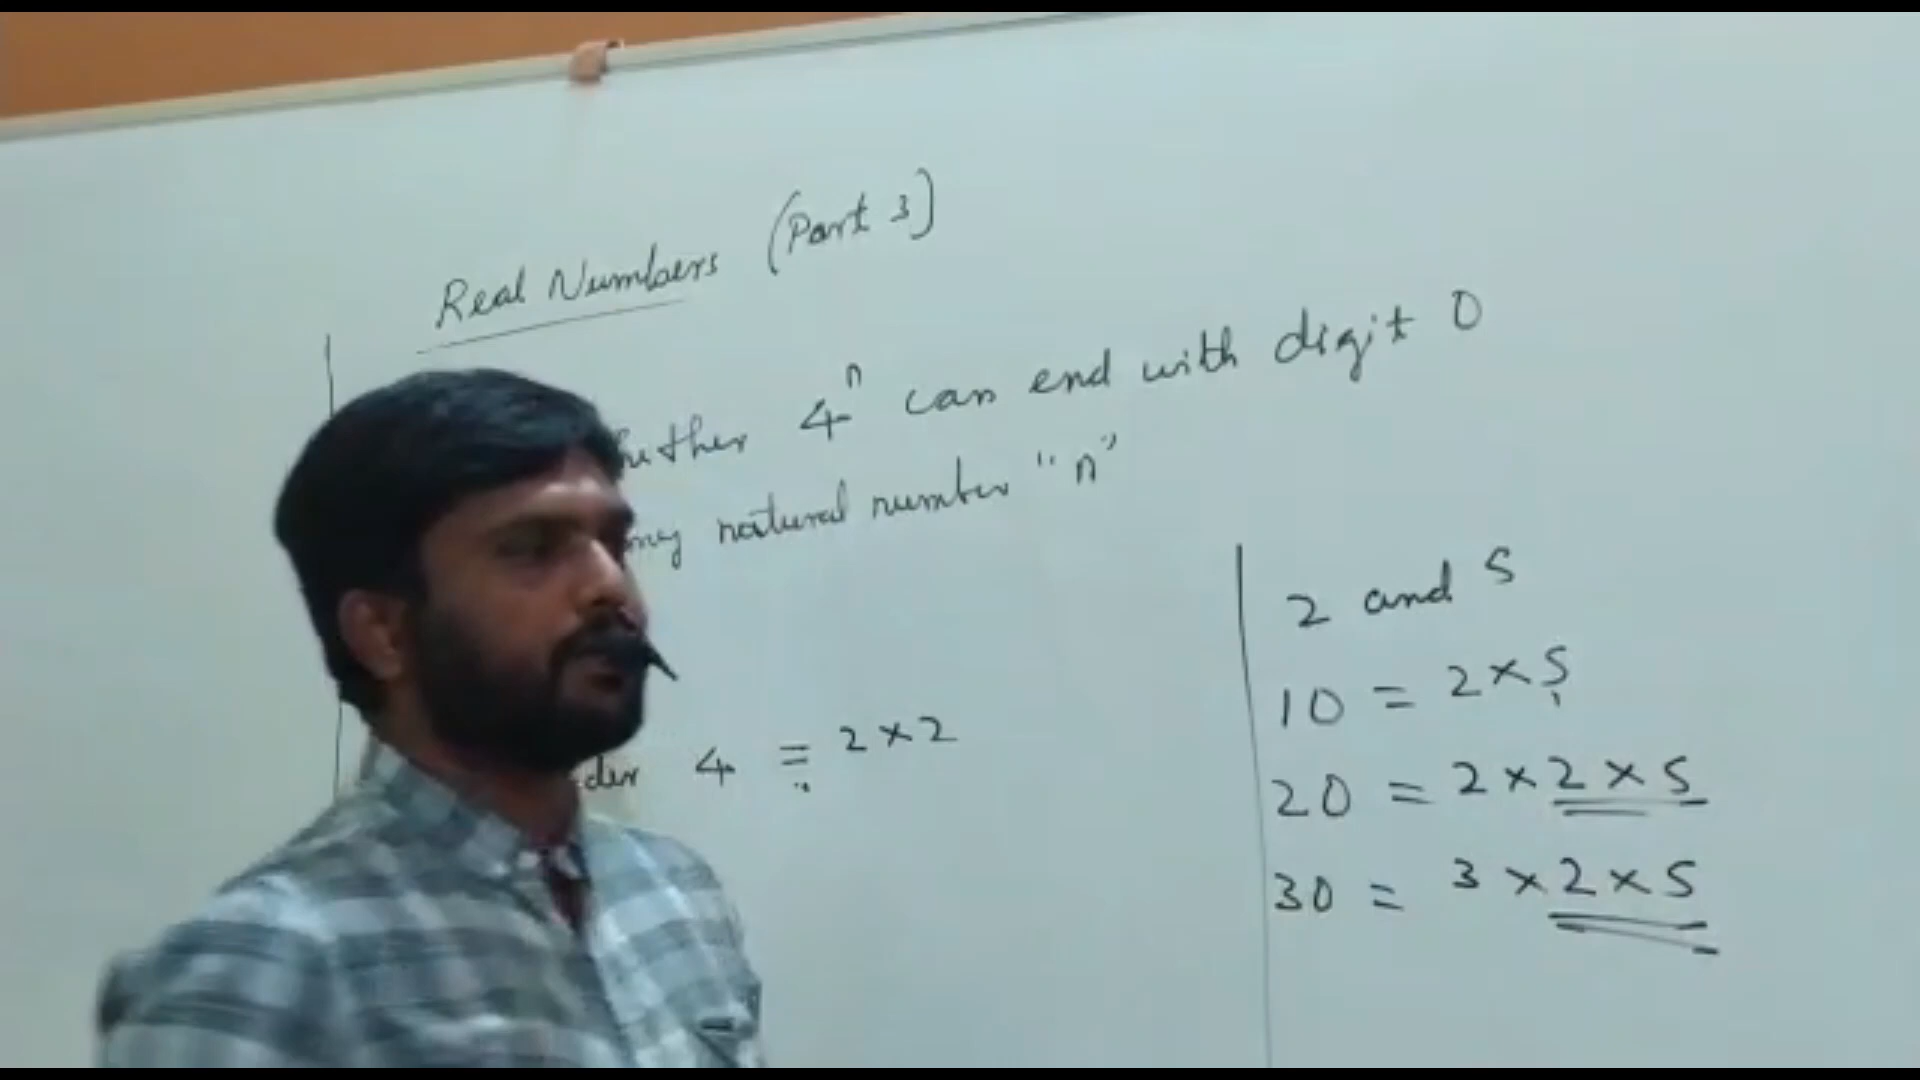 Real Numbers (Part 3)
4ⁿ can end with digit 0
natural number "n"
4 = 2×2
2 and 5
10 = 2×5
20 = 2×2×5
30 = 3×2×5